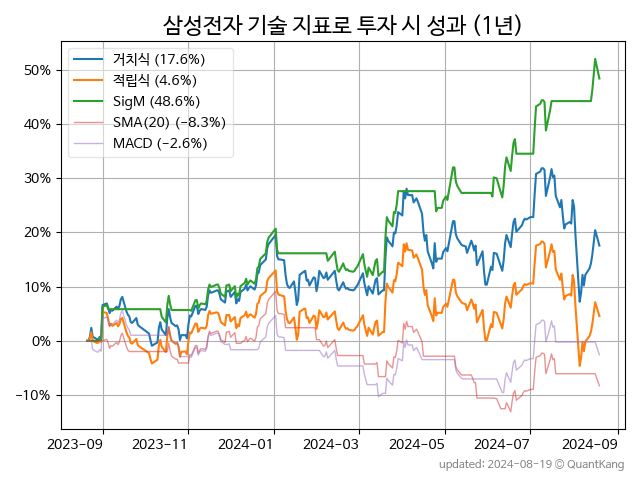 삼성전자 기술 지표로 투자 시 성과 (1년)
거치식 (17.6%)
적립식 (4.6%)
SigM (48.6%)
SMA(20) (−8.3%)
MACD (−2.6%)
50%
40%
30%
20%
10%
0%
−10%
2023-09
2023-11
2024-01
2024-03
2024-05
2024-07
2024-09
updated: 2024-08-19 © QuantKang